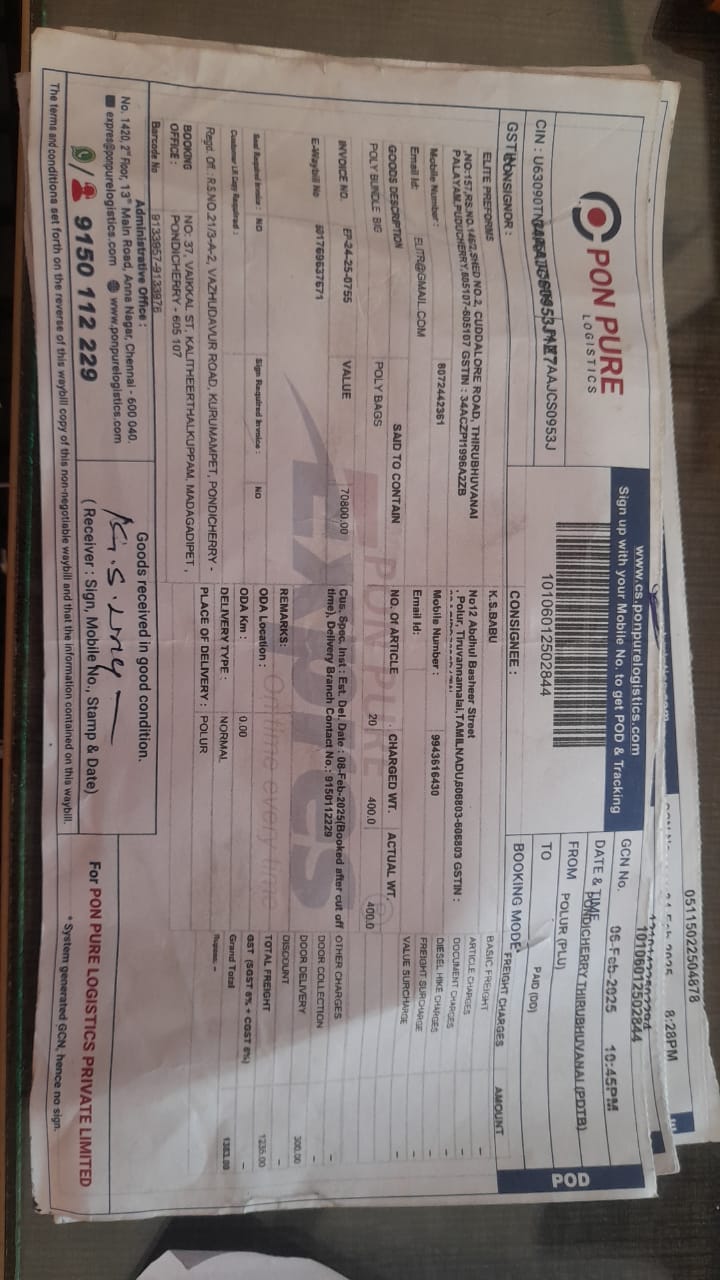 PON PURE
LOGISTICS
www.cs.ponpurelogistics.com
Sign up with your Mobile No. to get POD & Tracking
10106012502844
CIN : U63090TN
GSTIN
GCN No.
10106012502844
DATE & TIME
06-Feb-2025 10:45PM
FROM
PONDICHERRY THIRUBHUVANAI (PDTB)
TO
POLUR (PLU)
BOOKING MODE
PAID (DD)
POD
CONSIGNOR :
ELITE PREFORMS
,NO:157,RS.NO.146/2,SHED NO.2, CUDDALORE ROAD, THIRUBHUVANAI
PALAYAM,PUDUCHERRY,605107-605107 GSTIN : 34ACZPI1996A2ZB
Mobile Number : 8072442361
Email Id: ELITR@GMAIL.COM
CONSIGNEE :
K.S.BABU
No12 Abdhul Basheer Street
, Polur, Tiruvannamalai,TAMILNADU,606803-606803 GSTIN :
Mobile Number : 9943616430
Email Id:
GOODS DESCRIPTION SAID TO CONTAIN NO. Of ARTICLE CHARGED WT. ACTUAL WT.
POLY BUNDLE BIG POLY BAGS 20 400.0 400.0
INVOICE NO. EP-24-25-0755 VALUE 70800.00
E-Waybill No 501769637671
Cus. Spec. Inst : Est. Del. Date : 08-Feb-2025(Booked after cut off
time), Delivery Branch Contact No.: 9150112229
REMARKS:
Seal Required Invoice : NO Sign Required Invoice : NO
Customer LR Copy Required :
ODA Location :
ODA Km : 0.00
DELIVERY TYPE : NORMAL
PLACE OF DELIVERY : POLUR
Regd. Off : R.S.NO.21/3-A-2, VAZHUDAVUR ROAD, KURUMAMPET, PONDICHERRY -
BOOKING OFFICE :
NO: 37, VAIKKAL ST, KALITHEERTHALKUPPAM, MADAGADIPET,
PONDICHERRY - 605 107
Barcode No 9133957-9133976
FREIGHT CHARGES AMOUNT
BASIC FREIGHT -
ARTICLE CHARGES -
DOCUMENT CHARGES -
DIESEL HIKE CHARGES -
FREIGHT SURCHARGE -
VALUE SURCHARGE -
OTHER CHARGES
DOOR COLLECTION -
DOOR DELIVERY 300.00
DISCOUNT -
TOTAL FREIGHT 1235.00
GST (SGST 6% + CGST 6%) -
Grand Total 1383.00
Rupees: -
Administrative Office :
No. 1420, 2nd Floor, 13th Main Road, Anna Nagar, Chennai - 600 040.
expres@ponpurelogistics.com www.ponpurelogistics.com
/ 9150 112 229
Goods received in good condition.
( Receiver : Sign, Mobile No., Stamp & Date)
For PON PURE LOGISTICS PRIVATE LIMITED
* System generated GCN, hence no sign.
The terms and conditions set forth on the reverse of this waybill copy of this non-negotiable waybill and that the information contained on this waybill.
05115022504878
8:28PM